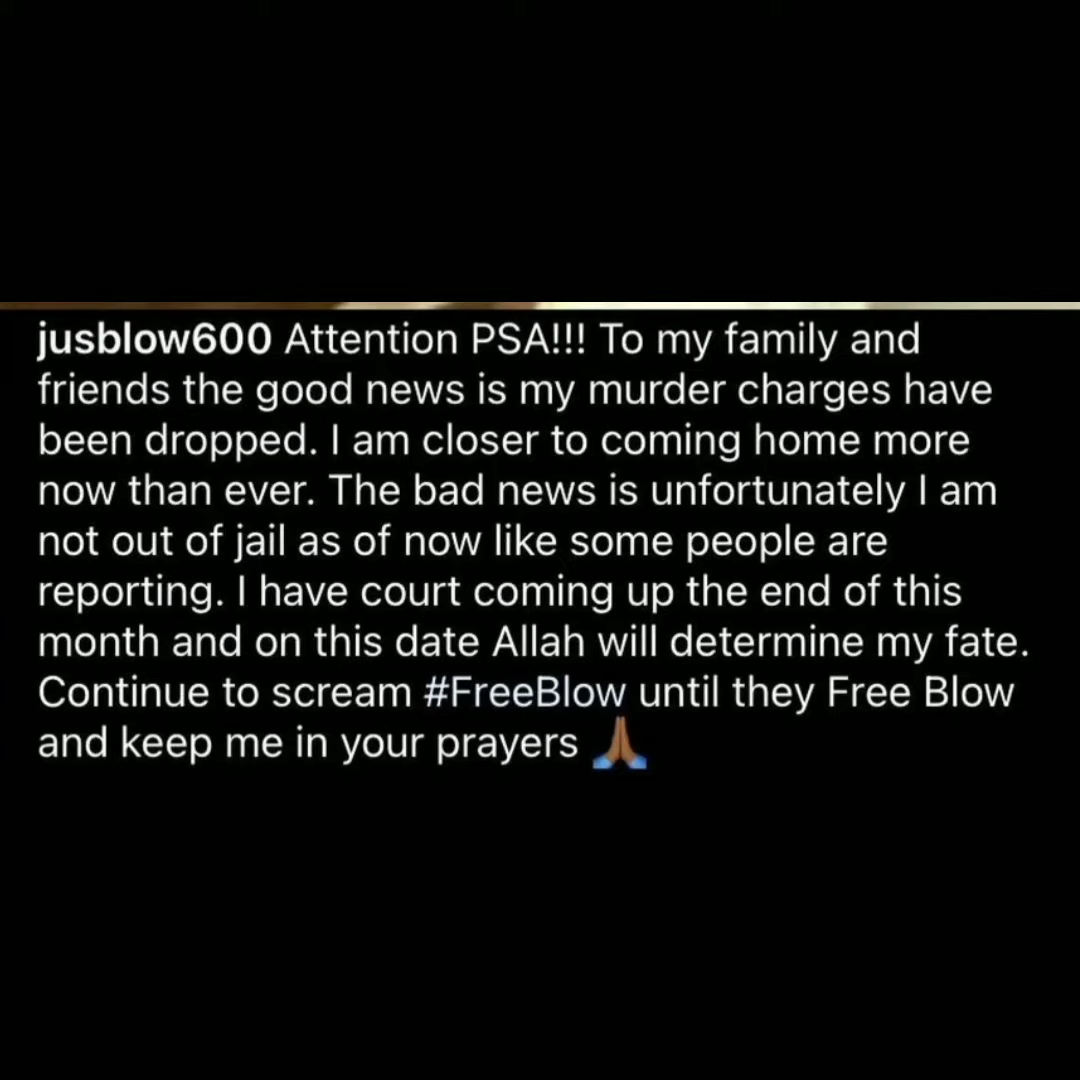 jusblow600 Attention PSA!!! To my family and
friends the good news is my murder charges have
been dropped. I am closer to coming home more
now than ever. The bad news is unfortunately I am
not out of jail as of now like some people are
reporting. I have court coming up the end of this
month and on this date Allah will determine my fate.
Continue to scream #FreeBlow until they Free Blow
and keep me in your prayers 🙏🏾